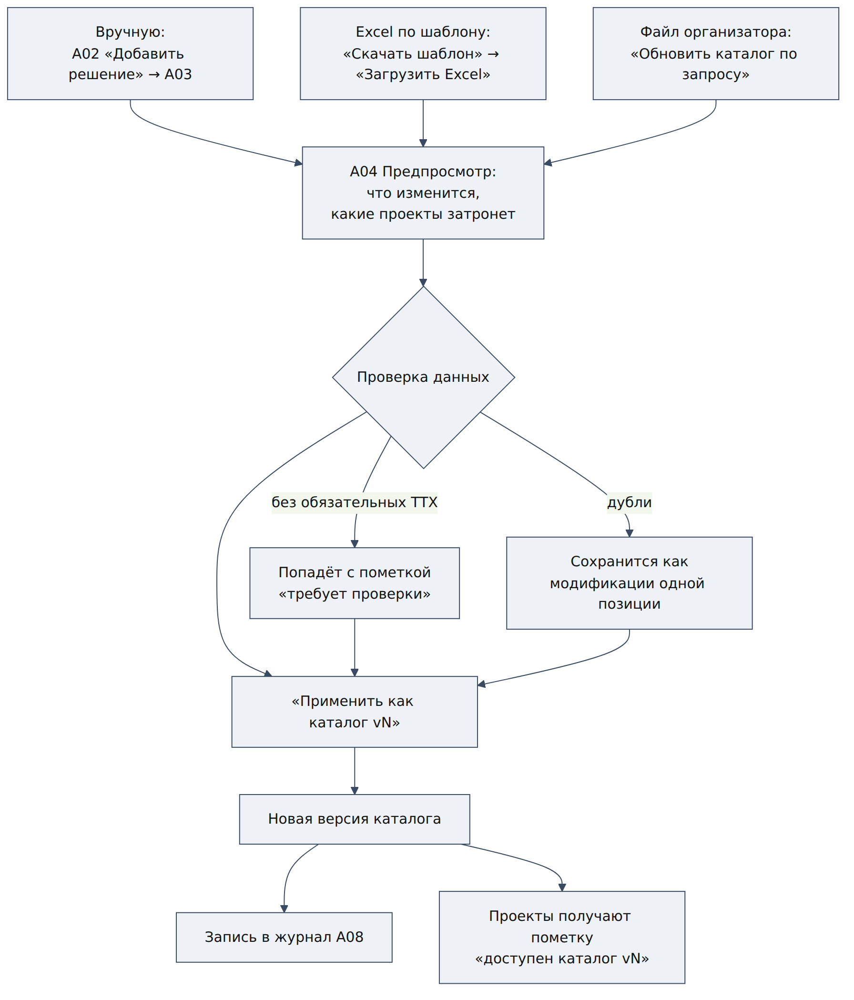 Вручную:
A02 «Добавить
решение» → A03
Excel по шаблону:
«Скачать шаблон» →
«Загрузить Excel»
Файл организатора:
«Обновить каталог по
запросу»
A04 Предпросмотр:
что изменится,
какие проекты затронет
Проверка данных
без обязательных ТТХ
дубли
Попадёт с пометкой
«требует проверки»
Сохранится как
модификации одной
позиции
«Применить как
каталог vN»
Новая версия каталога
Запись в журнал A08
Проекты получают
пометку
«доступен каталог vN»